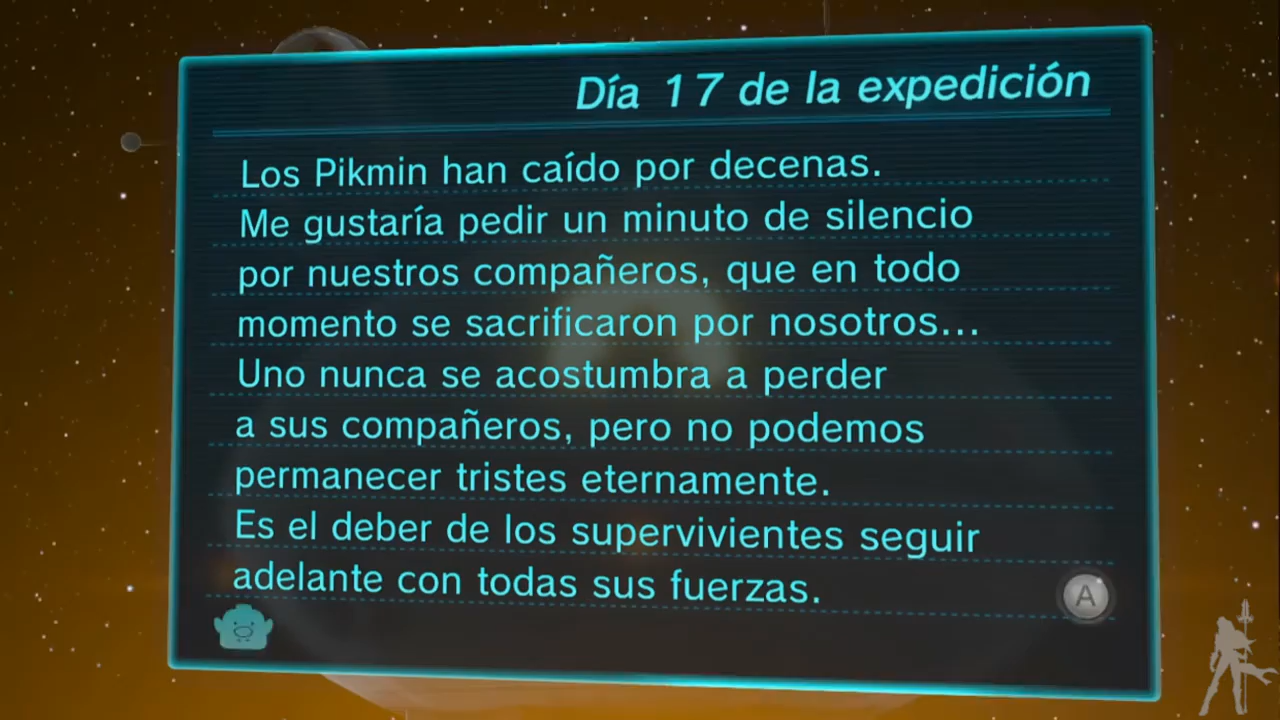 Día 17 de la expedición
Los Pikmin han caído por decenas.
Me gustaría pedir un minuto de silencio
por nuestros compañeros, que en todo
momento se sacrificaron por nosotros...
Uno nunca se acostumbra a perder
a sus compañeros, pero no podemos
permanecer tristes eternamente.
Es el deber de los supervivientes seguir
adelante con todas sus fuerzas.
A